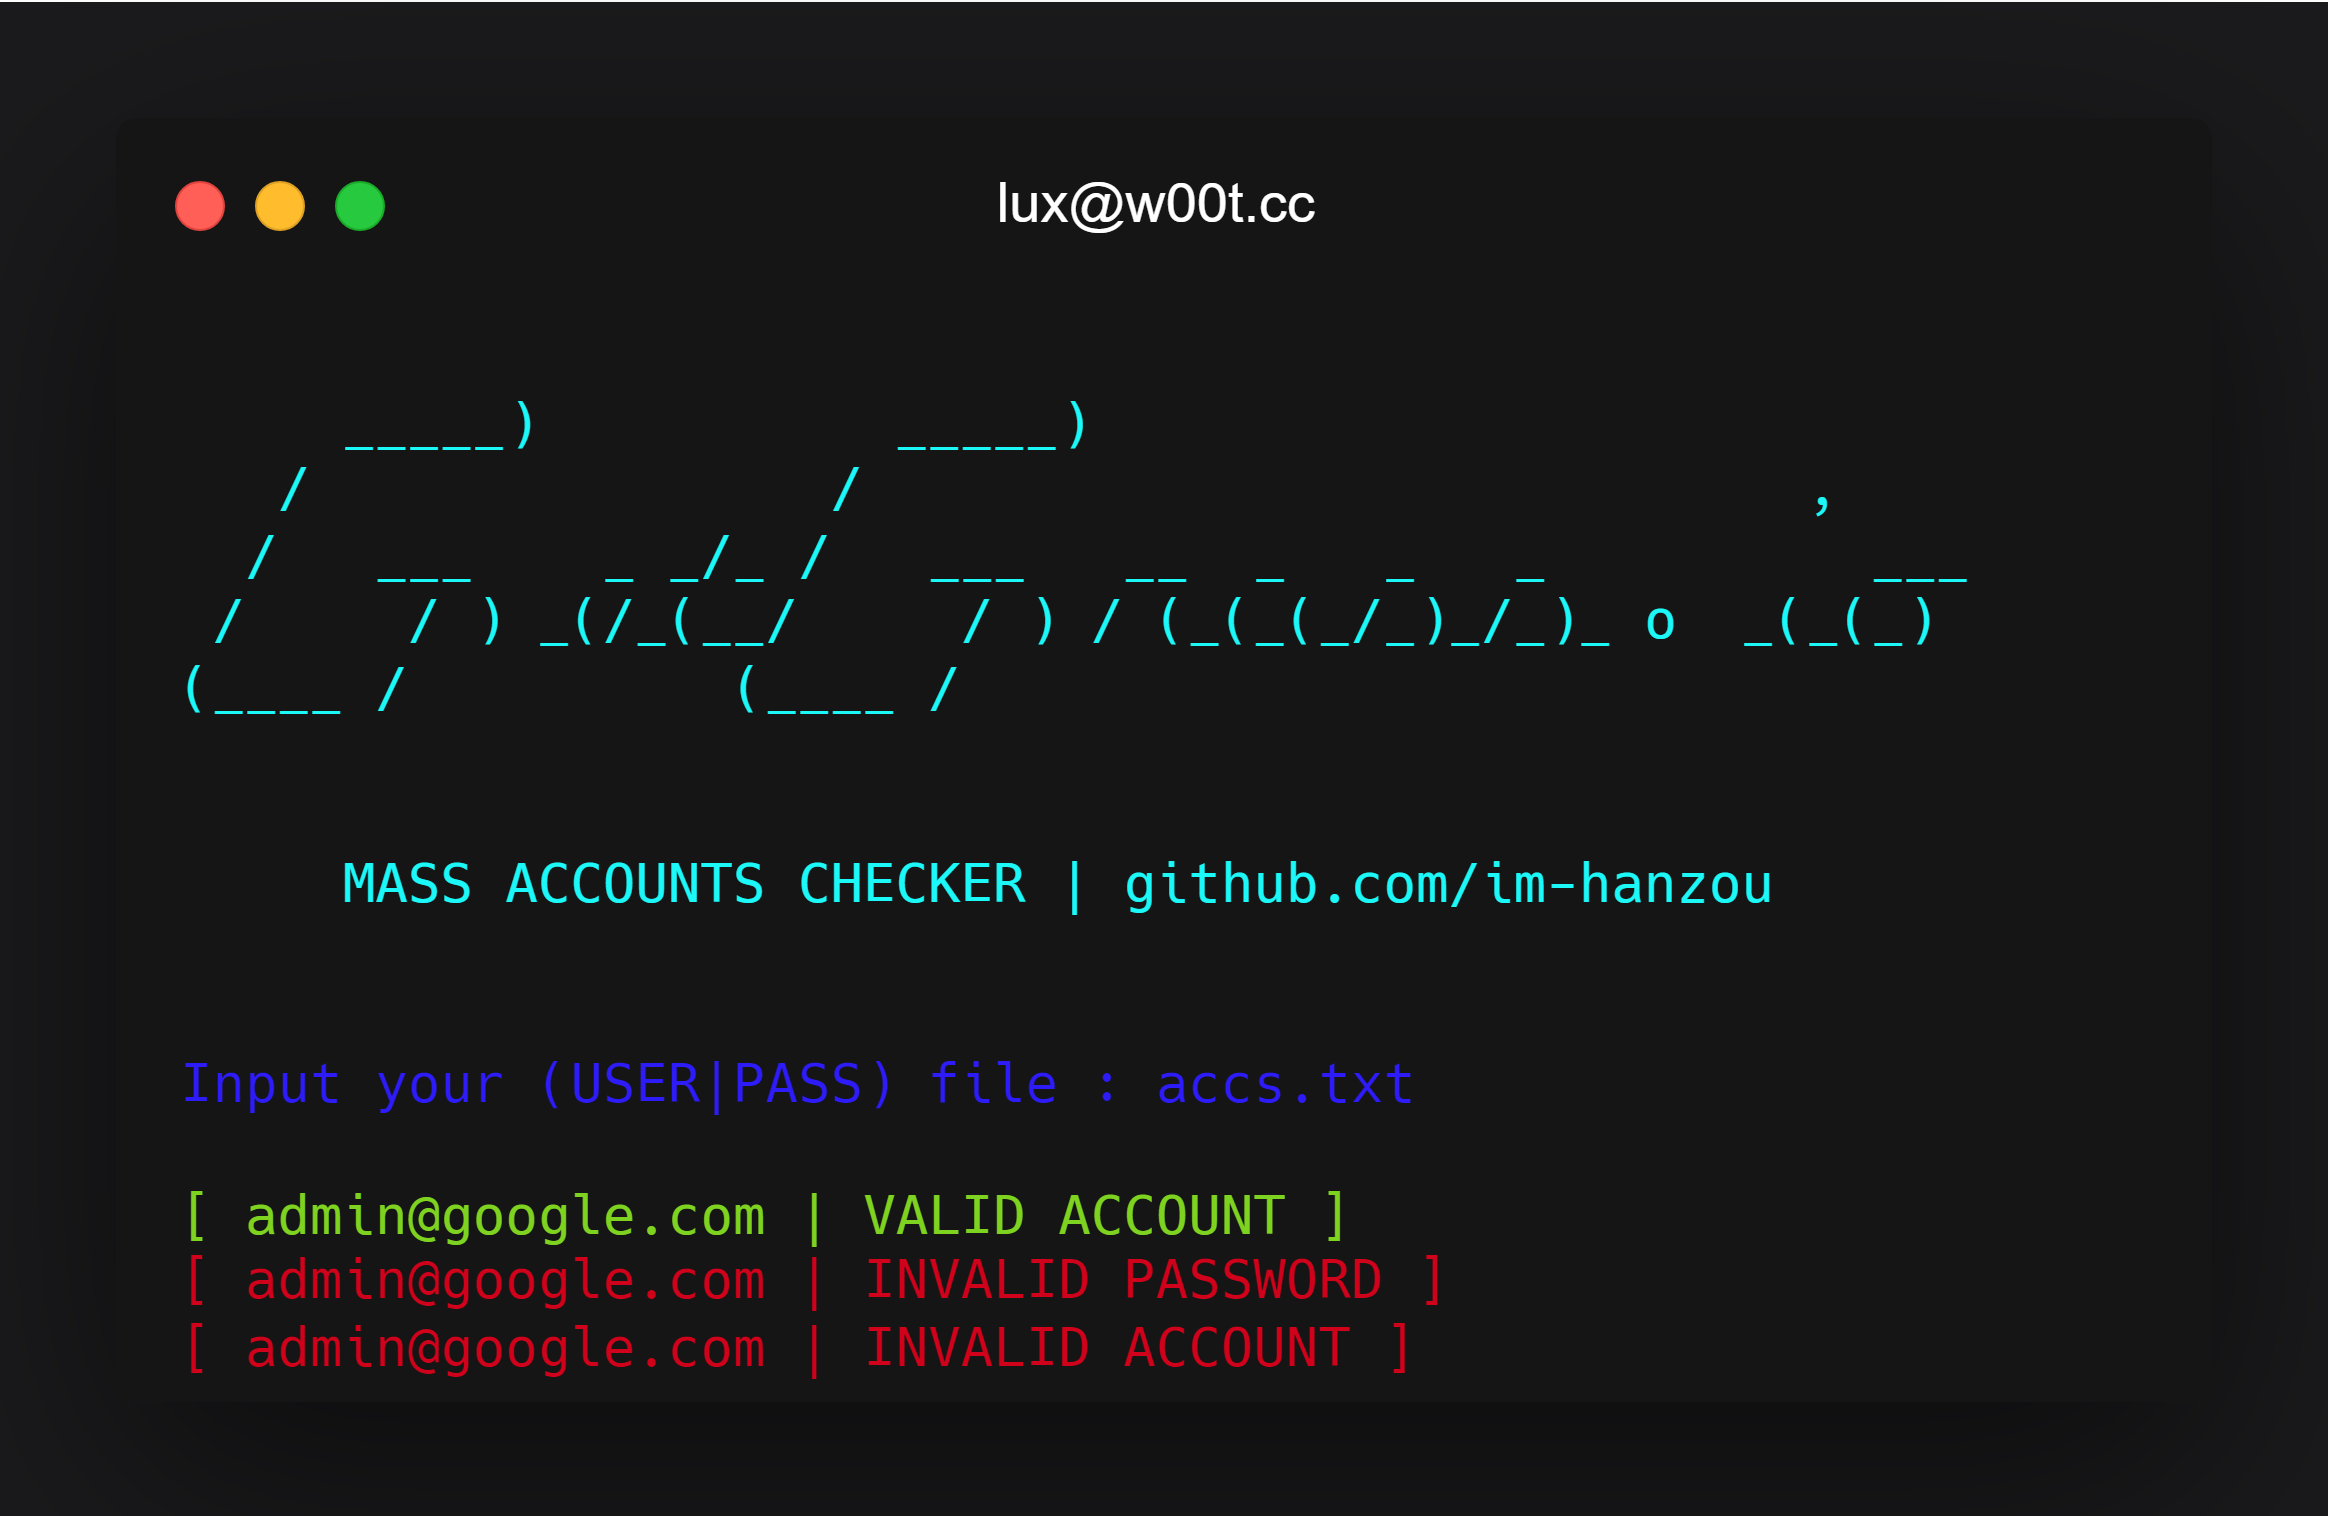 lux@w00t.cc
     _____)           _____)
   /                /                              ,
  /   ___    _ _/_ /   ___   __  _   _   _          ___
 /     / ) _(/_(__/     / ) / (_(_(_/_)_/_)_ o  _(_(_)
(____ /          (____ /
MASS ACCOUNTS CHECKER | github.com/im-hanzou
Input your (USER|PASS) file : accs.txt
[ admin@google.com | VALID ACCOUNT ]
[ admin@google.com | INVALID PASSWORD ]
[ admin@google.com | INVALID ACCOUNT ]